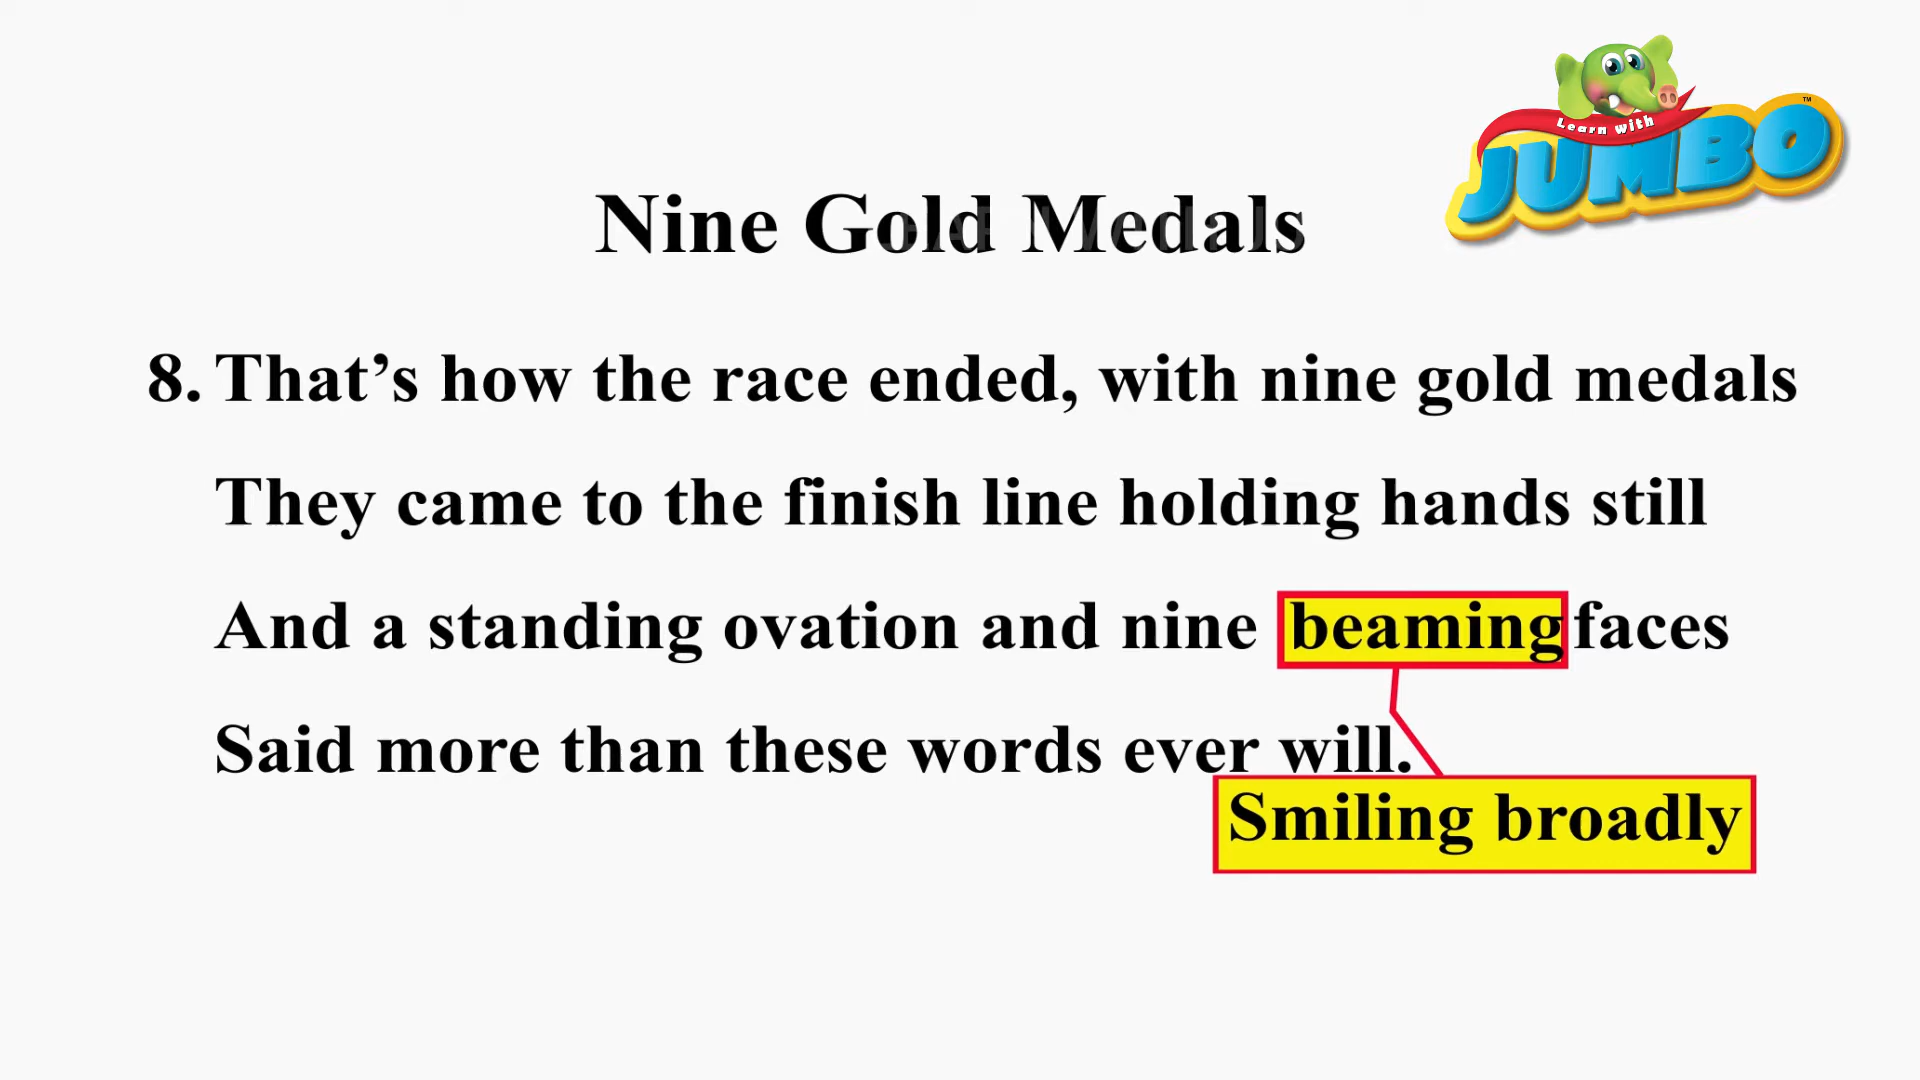 Learn with
JUMBO™
Nine Gold Medals
8. That’s how the race ended, with nine gold medals
They came to the finish line holding hands still
And a standing ovation and nine beaming faces
Said more than these words ever will.
Smiling broadly